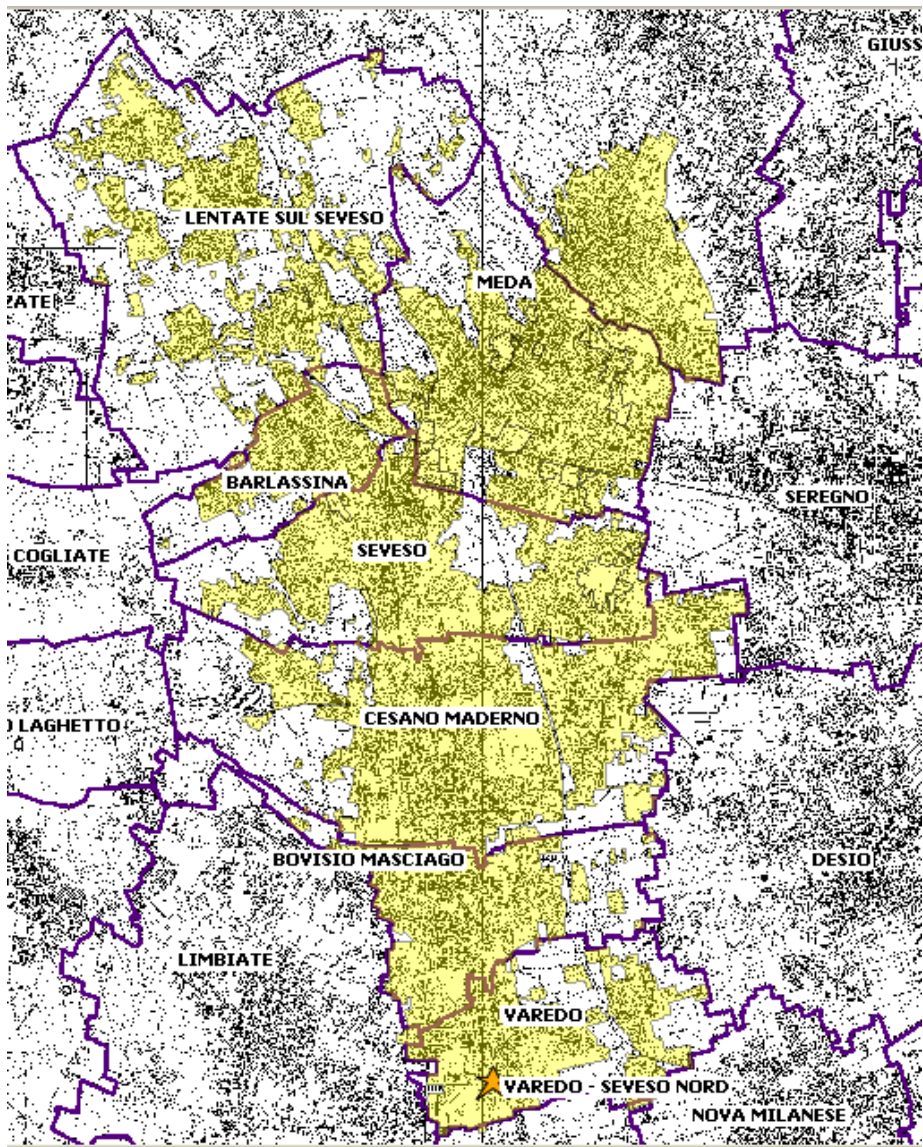 GIUSS
LENTATE SUL SEVESO
MEDA
ATE
BARLASSINA
SEREGNO
SEVESO
COGLIATE
CESANO MADERNO
O LAGHETTO
BOVISIO MASCIAGO
DESIO
LIMBIATE
VAREDO
VAREDO - SEVESO NORD
NOVA MILANESE